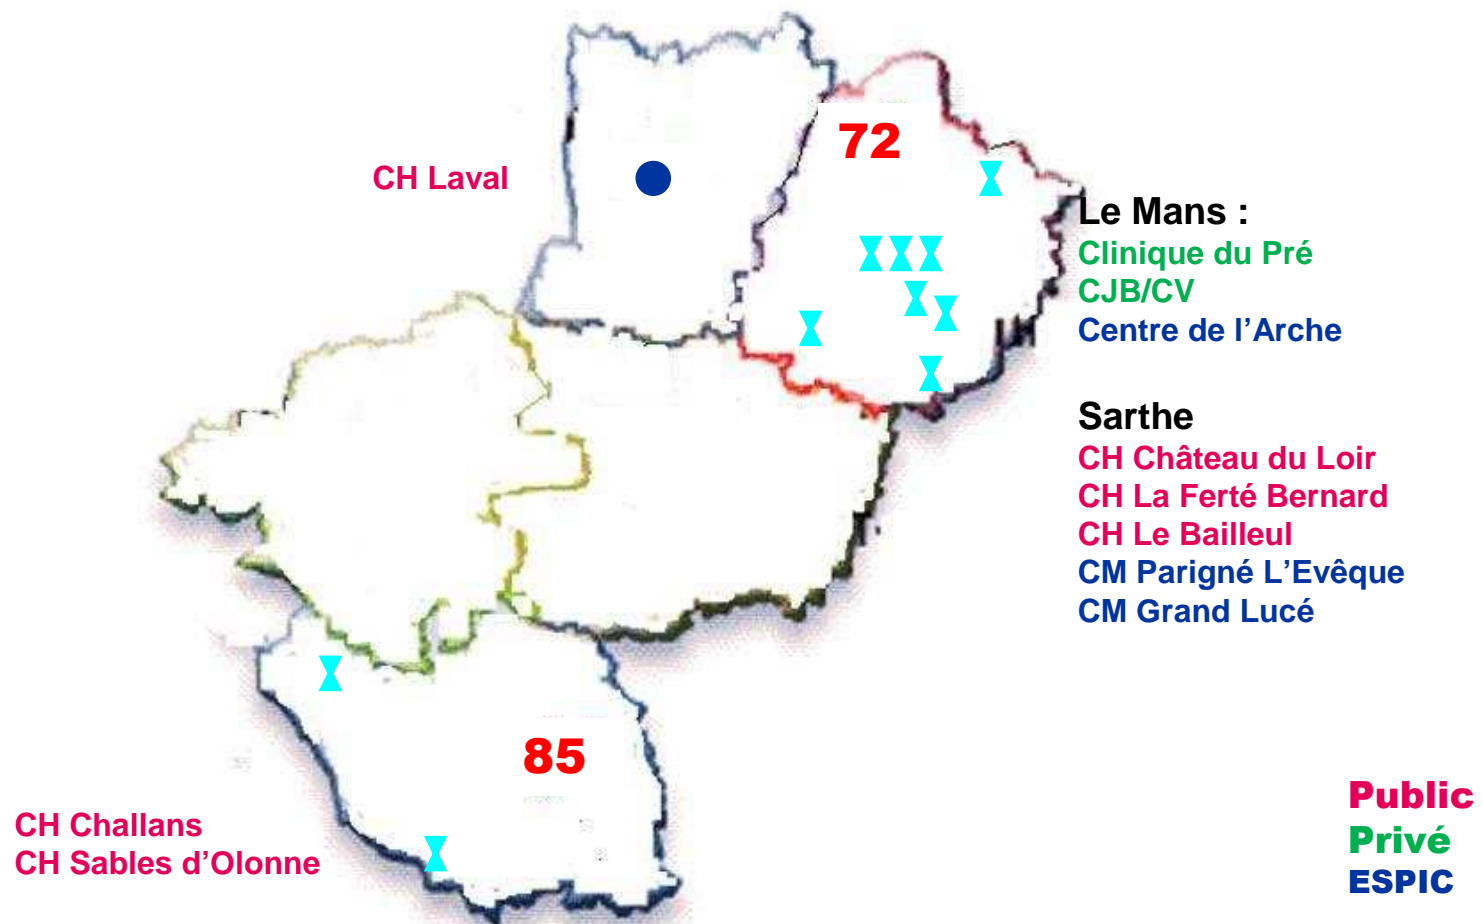 72
CH Laval
Le Mans :
Clinique du Pré
CJB/CV
Centre de l’Arche
Sarthe
CH Château du Loir
CH La Ferté Bernard
CH Le Bailleul
CM Parigné L’Evêque
CM Grand Lucé
85
CH Challans
CH Sables d’Olonne
Public
Privé
ESPIC